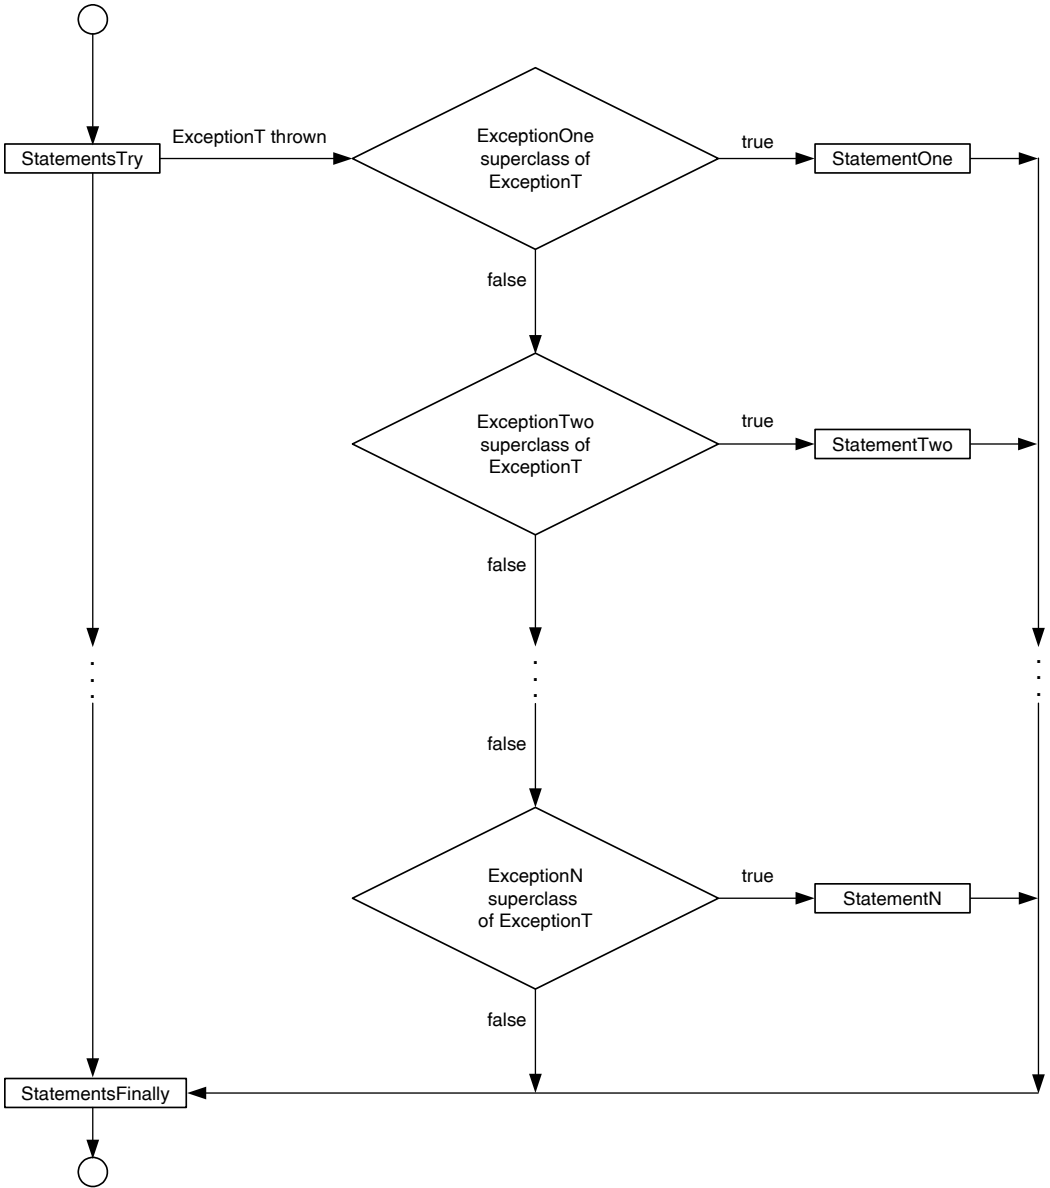 ExceptionT thrown
StatementsTry
ExceptionOne
superclass of
ExceptionT
true
StatementOne
false
ExceptionTwo
superclass of
ExceptionT
true
StatementTwo
false
false
ExceptionN
superclass
of ExceptionT
true
StatementN
false
StatementsFinally